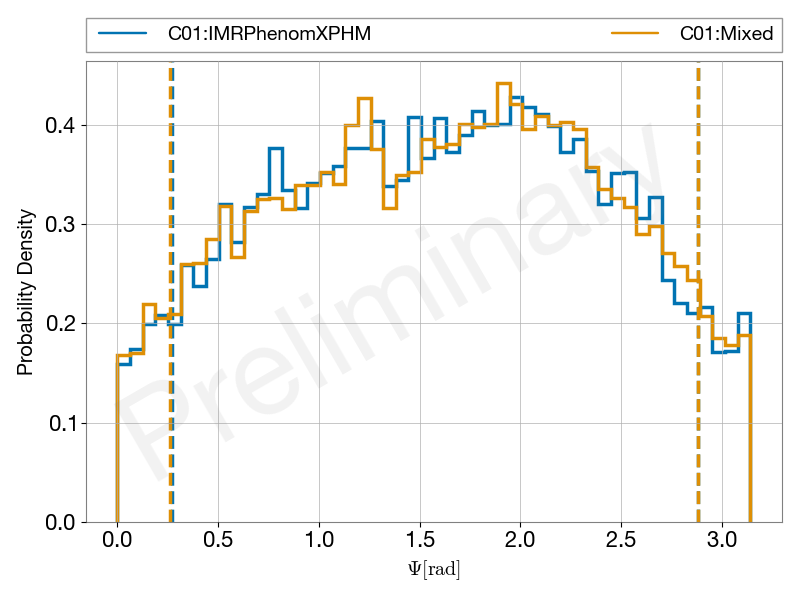 C01:IMRPhenomXPHM C01:Mixed
Probability Density
0.4
0.3
0.2
0.1
0.0
Preliminary
0.0 0.5 1.0 1.5 2.0 2.5 3.0
Ψ[rad]